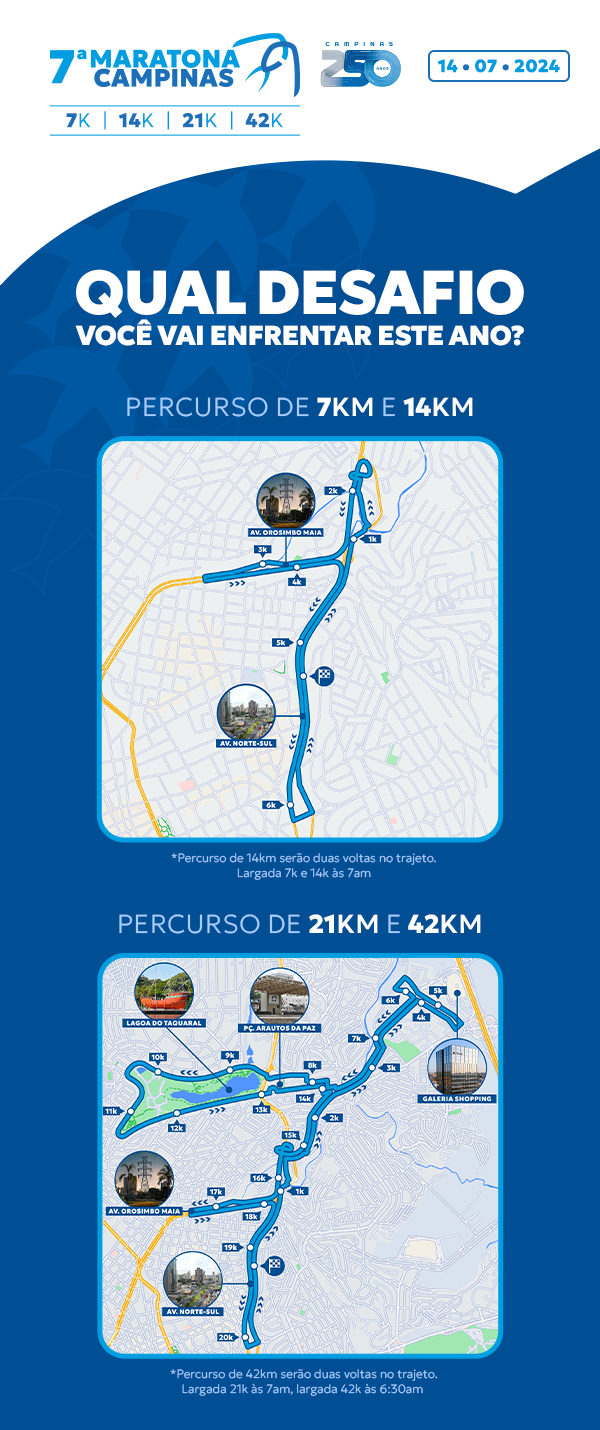 7ª MARATONA
CAMPINAS
CAMPINAS
250
ANOS
14 • 07 • 2024
7K | 14K | 21K | 42K
QUAL DESAFIO
VOCÊ VAI ENFRENTAR ESTE ANO?
PERCURSO DE 7KM E 14KM
2k
AV. OROSIMBO MAIA
1k
3k
4k
5k
AV. NORTE-SUL
6k
*Percurso de 14km serão duas voltas no trajeto.
Largada 7k e 14k às 7am
PERCURSO DE 21KM E 42KM
LAGOA DO TAQUARAL
PÇ. ARAUTOS DA PAZ
5k
6k
4k
7k
10k
9k
8k
3k
GALERIA SHOPPING
14k
11k
13k
12k
2k
15k
16k
AV. OROSIMBO MAIA
17k
1k
18k
19k
AV. NORTE-SUL
20k
*Percurso de 42km serão duas voltas no trajeto.
Largada 21k às 7am, largada 42k às 6:30am